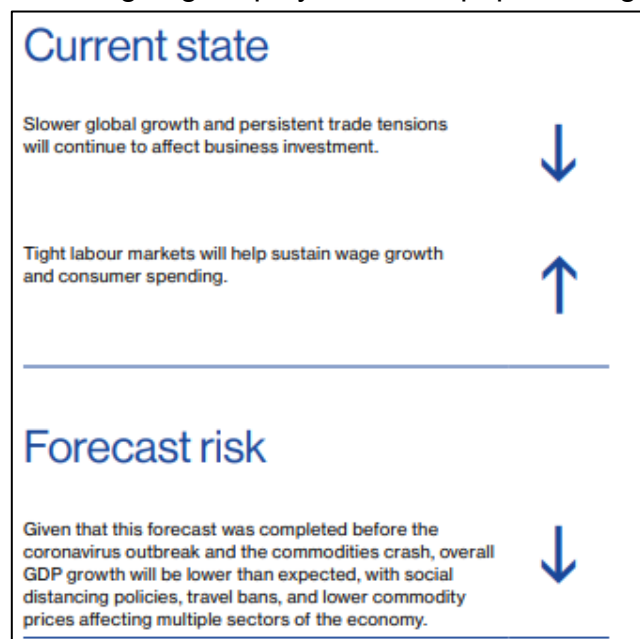 Current state
Slower global growth and persistent trade tensions
will continue to affect business investment.
Tight labour markets will help sustain wage growth
and consumer spending.
Forecast risk
Given that this forecast was completed before the
coronavirus outbreak and the commodities crash, overall
GDP growth will be lower than expected, with social
distancing policies, travel bans, and lower commodity
prices affecting multiple sectors of the economy.